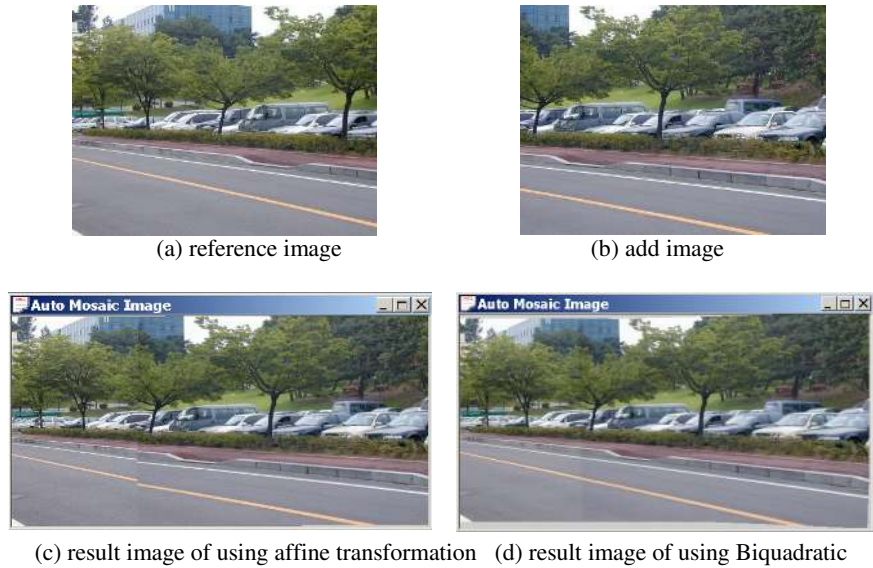 (a) reference image
(b) add image
Auto Mosaic Image
Auto Mosaic Image
(c) result image of using affine transformation
(d) result image of using Biquadratic